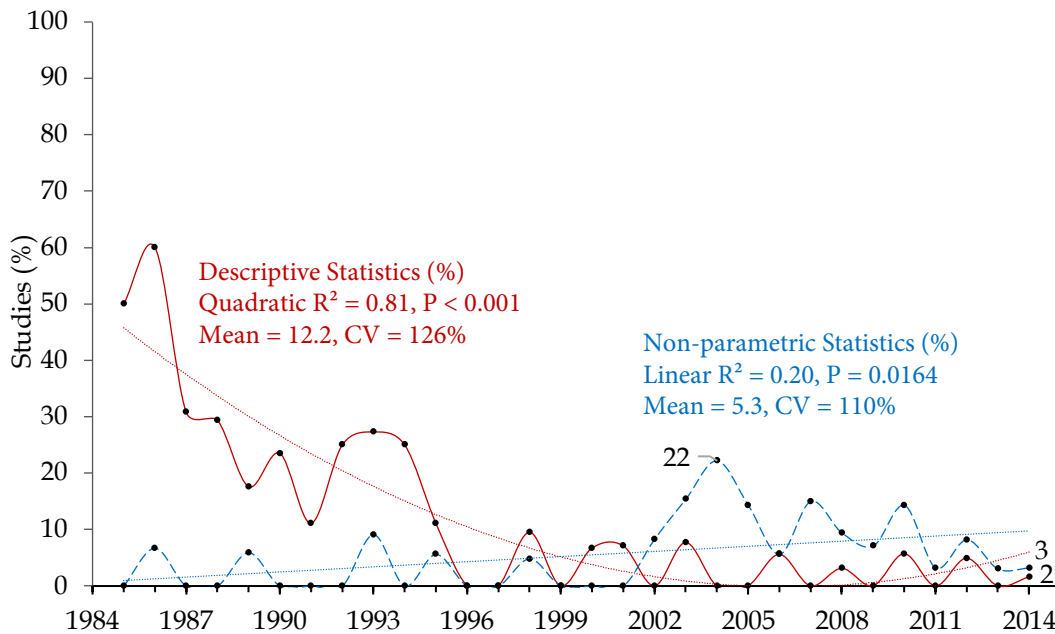 100
90
80
70
60
50
40
30
20
10
0
Studies (%)
Descriptive Statistics (%)
Quadratic R² = 0.81, P < 0.001
Mean = 12.2, CV = 126%
Non-parametric Statistics (%)
Linear R² = 0.20, P = 0.0164
Mean = 5.3, CV = 110%
22
3
2
1984 1987 1990 1993 1996 1999 2002 2005 2008 2011 2014